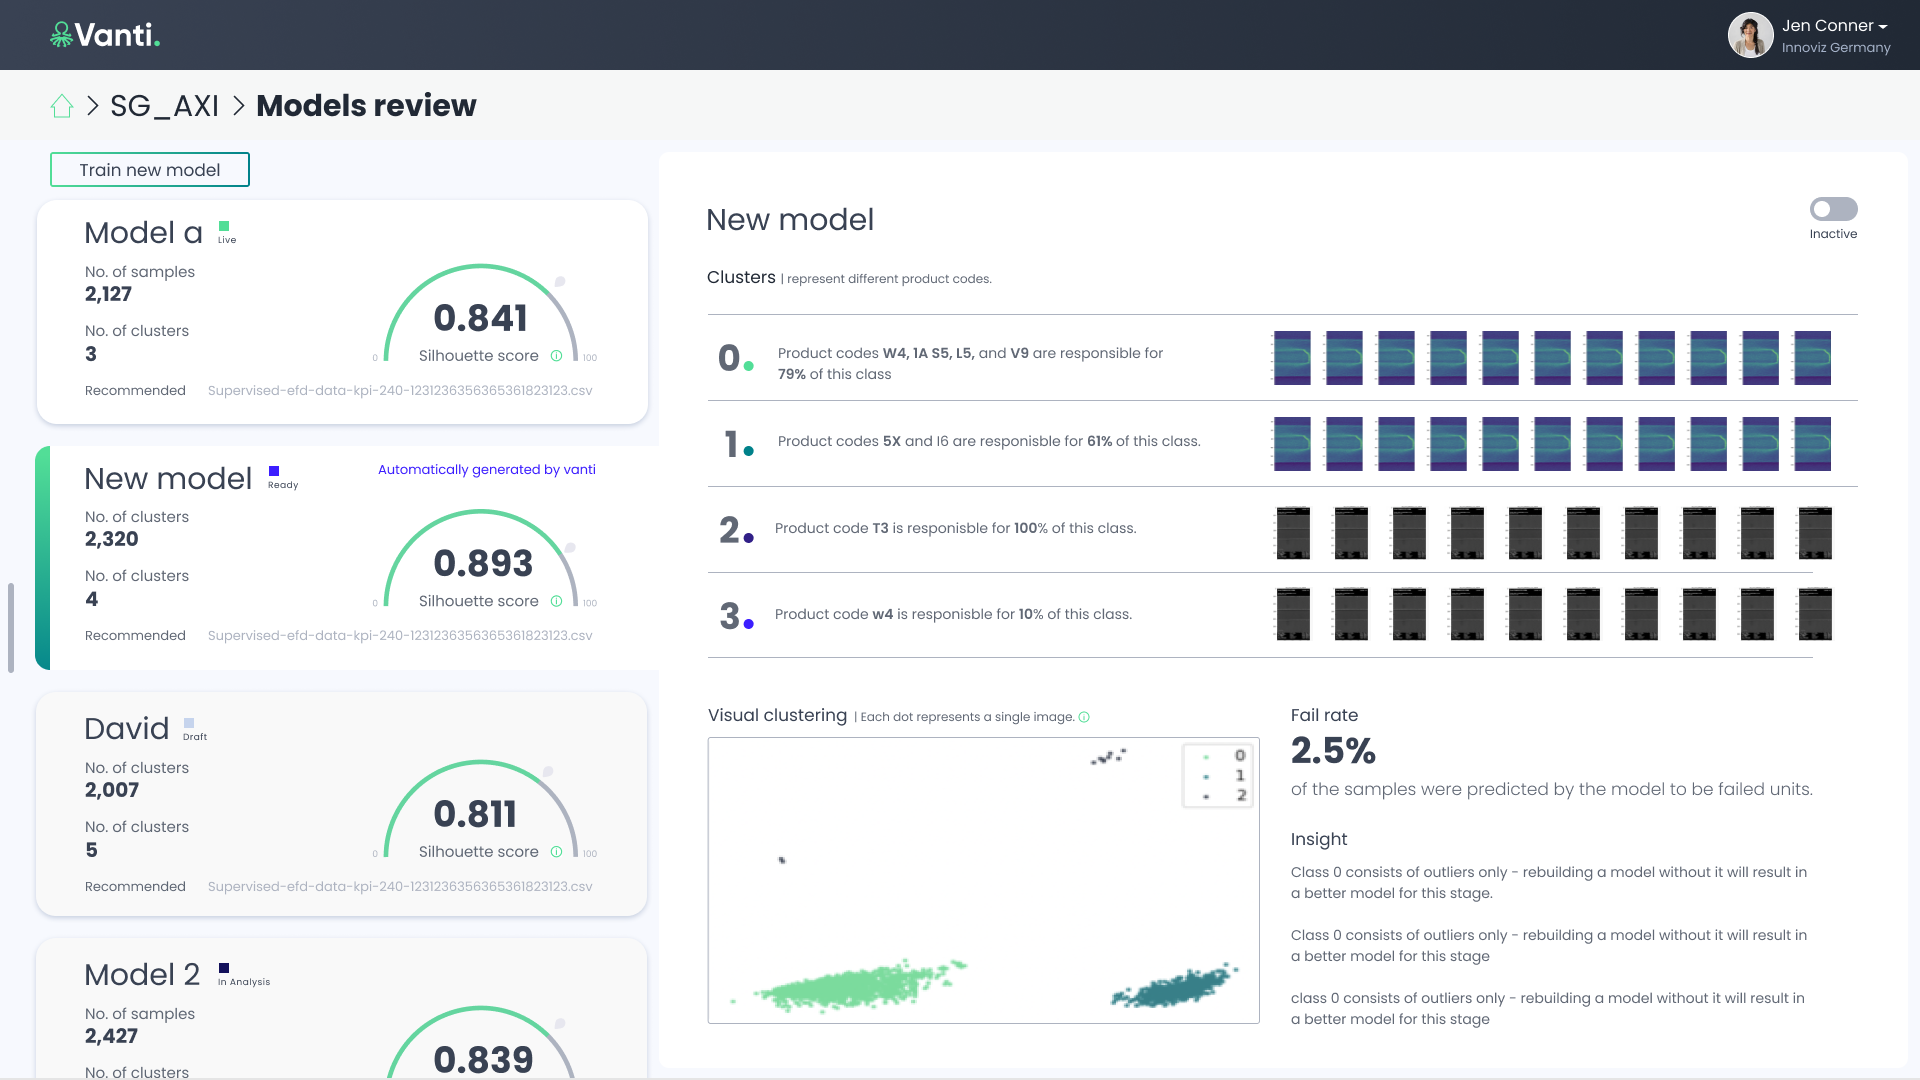 Vanti.
Jen Conner
Innoviz Germany
SG_AXI
Models review
Train new model
Model a
Live
No. of samples
2,127
No. of clusters
3
0.841
Silhouette score
0
100
Recommended
Supervised-efd-data-kpi-240-1231236356365361823123.csv
New model
Ready
Automatically generated by vanti
No. of clusters
2,320
No. of clusters
4
0.893
Silhouette score
0
100
Recommended
Supervised-efd-data-kpi-240-1231236356365361823123.csv
David
Draft
No. of clusters
2,007
No. of clusters
5
0.811
Silhouette score
0
100
Recommended
Supervised-efd-data-kpi-240-1231236356365361823123.csv
Model 2
In Analysis
No. of samples
2,427
No. of clusters
0.839
New model
Inactive
Clusters | represent different product codes.
0.
Product codes W4, 1A S5, L5, and V9 are responsible for
79% of this class
1.
Product codes 5X and I6 are responisble for 61% of this class.
2.
Product code T3 is responisble for 100% of this class.
3.
Product code w4 is responisble for 10% of this class.
Visual clustering | Each dot represents a single image.
0
1
2
Fail rate
2.5%
of the samples were predicted by the model to be failed units.
Insight
Class 0 consists of outliers only - rebuilding a model without it will result in
a better model for this stage.
Class 0 consists of outliers only - rebuilding a model without it will result in
a better model for this stage
class 0 consists of outliers only - rebuilding a model without it will result in
a better model for this stage